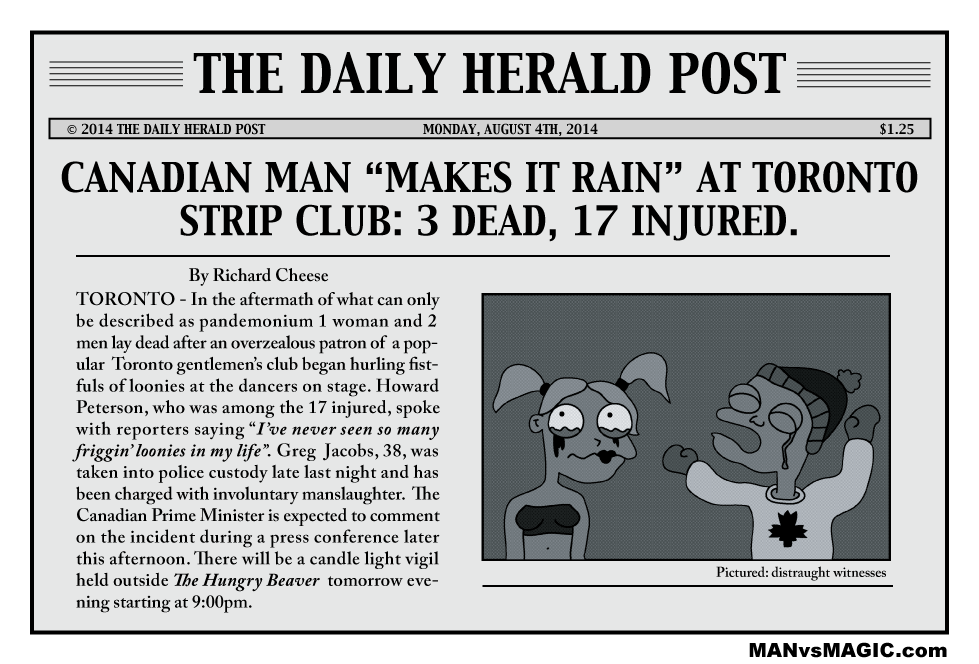 THE DAILY HERALD POST
© 2014 THE DAILY HERALD POST MONDAY, AUGUST 4TH, 2014 $1.25
CANADIAN MAN “MAKES IT RAIN” AT TORONTO
STRIP CLUB: 3 DEAD, 17 INJURED.
By Richard Cheese
TORONTO - In the aftermath of what can only
be described as pandemonium 1 woman and 2
men lay dead after an overzealous patron of a pop-
ular Toronto gentlemen’s club began hurling fist-
fuls of loonies at the dancers on stage. Howard
Peterson, who was among the 17 injured, spoke
with reporters saying “I’ve never seen so many
friggin’ loonies in my life”. Greg Jacobs, 38, was
taken into police custody late last night and has
been charged with involuntary manslaughter. The
Canadian Prime Minister is expected to comment
on the incident during a press conference later
this afternoon. There will be a candle light vigil
held outside The Hungry Beaver tomorrow eve-
ning starting at 9:00pm.
Pictured: distraught witnesses
MANvsMAGIC.com